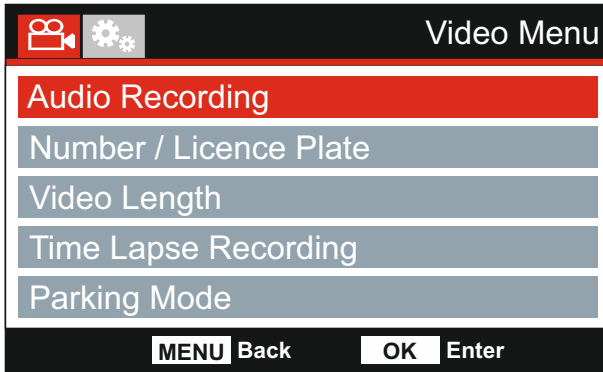 Video Menu
Audio Recording
Number / Licence Plate
Video Length
Time Lapse Recording
Parking Mode
MENU Back OK Enter